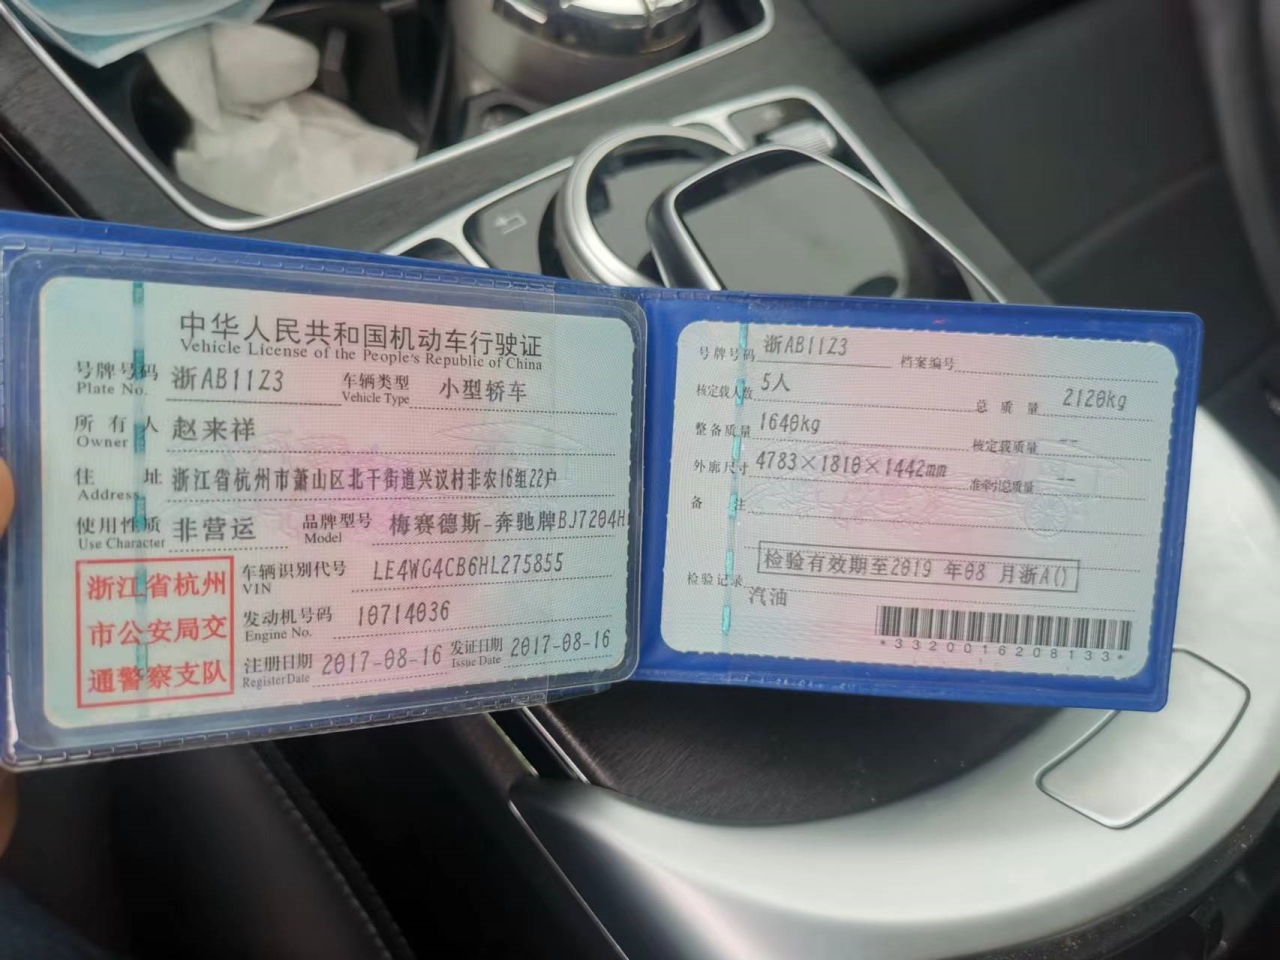 中华人民共和国机动车行驶证
Vehicle License of the People's Republic of China
号牌号码 浙AB11Z3 车辆类型 小型轿车
Plate No. Vehicle Type
所有人 赵来祥
Owner
住址 浙江省杭州市萧山区北干街道兴议村非农16组22户
Address
使用性质 非营运 品牌型号 梅赛德斯-奔驰牌BJ7204H
Use Character Model
浙江省杭州
市公安局交
通警察支队
车辆识别代号 LE4WG4CB6HL275855
VIN
发动机号码 10714036
Engine No.
注册日期 2017-08-16 发证日期 2017-08-16
Register Date Issue Date
号牌号码 浙AB11Z3 档案编号
核定载人数 5人 总质量 2120kg
整备质量 1640kg 核定载质量 --
外廓尺寸 4783×1810×1442mm 准牵引总质量 --
备注
检验有效期至2019年08月浙A()
检验记录
汽油
*3320016208133*